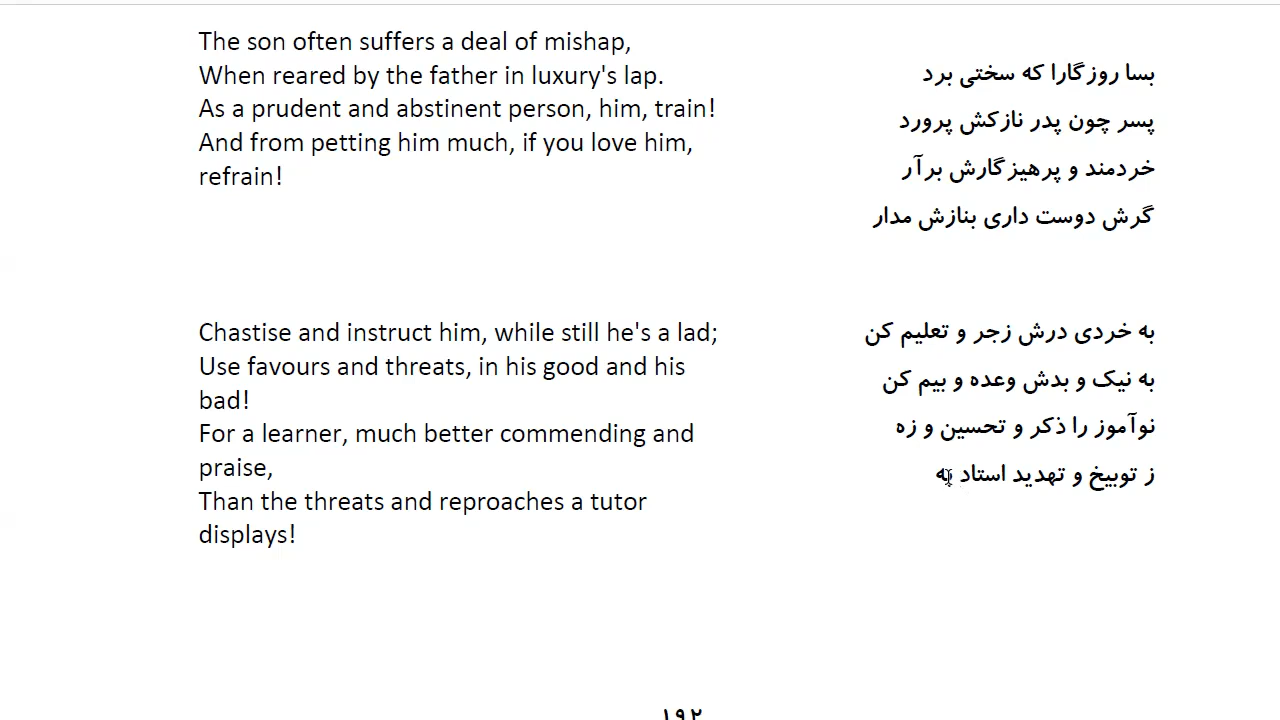 The son often suffers a deal of mishap,
When reared by the father in luxury's lap.
As a prudent and abstinent person, him, train!
And from petting him much, if you love him,
refrain!
بسا روزگارا که سختی برد
پسر چون پدر نازکش پرورد
خردمند و پرهیزگارش برآر
گرش دوست داری بنازش مدار
Chastise and instruct him, while still he's a lad;
Use favours and threats, in his good and his
bad!
For a learner, much better commending and
praise,
Than the threats and reproaches a tutor
displays!
به خردی درش زجر و تعلیم کن
به نیک و بدش وعده و بیم کن
نوآموز را ذکر و تحسین و زه
ز توبیخ و تهدید استاد به
۱۹۲